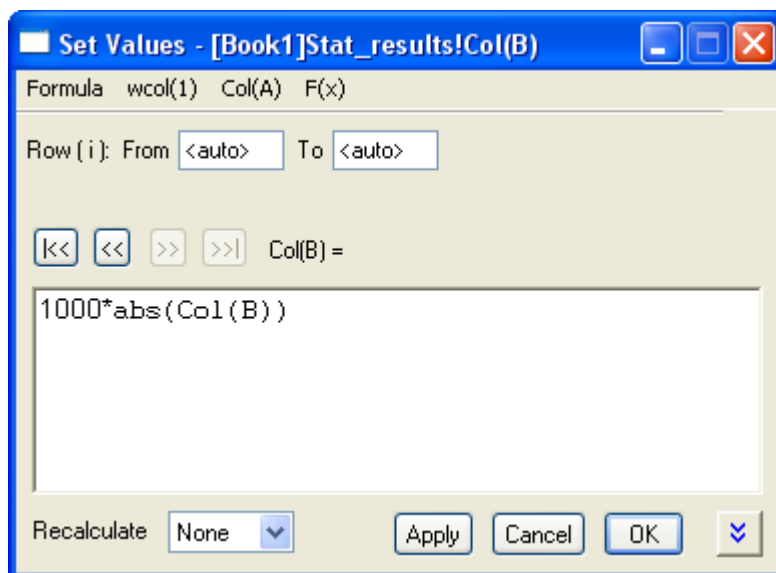 Set Values - [Book1]Stat_results!Col(B)
Formula wcol(1) Col(A) F(x)
Row ( i ): From <auto> To <auto>
|<< << >> >>| Col(B) =
1000*abs(Col(B))
Recalculate None Apply Cancel OK